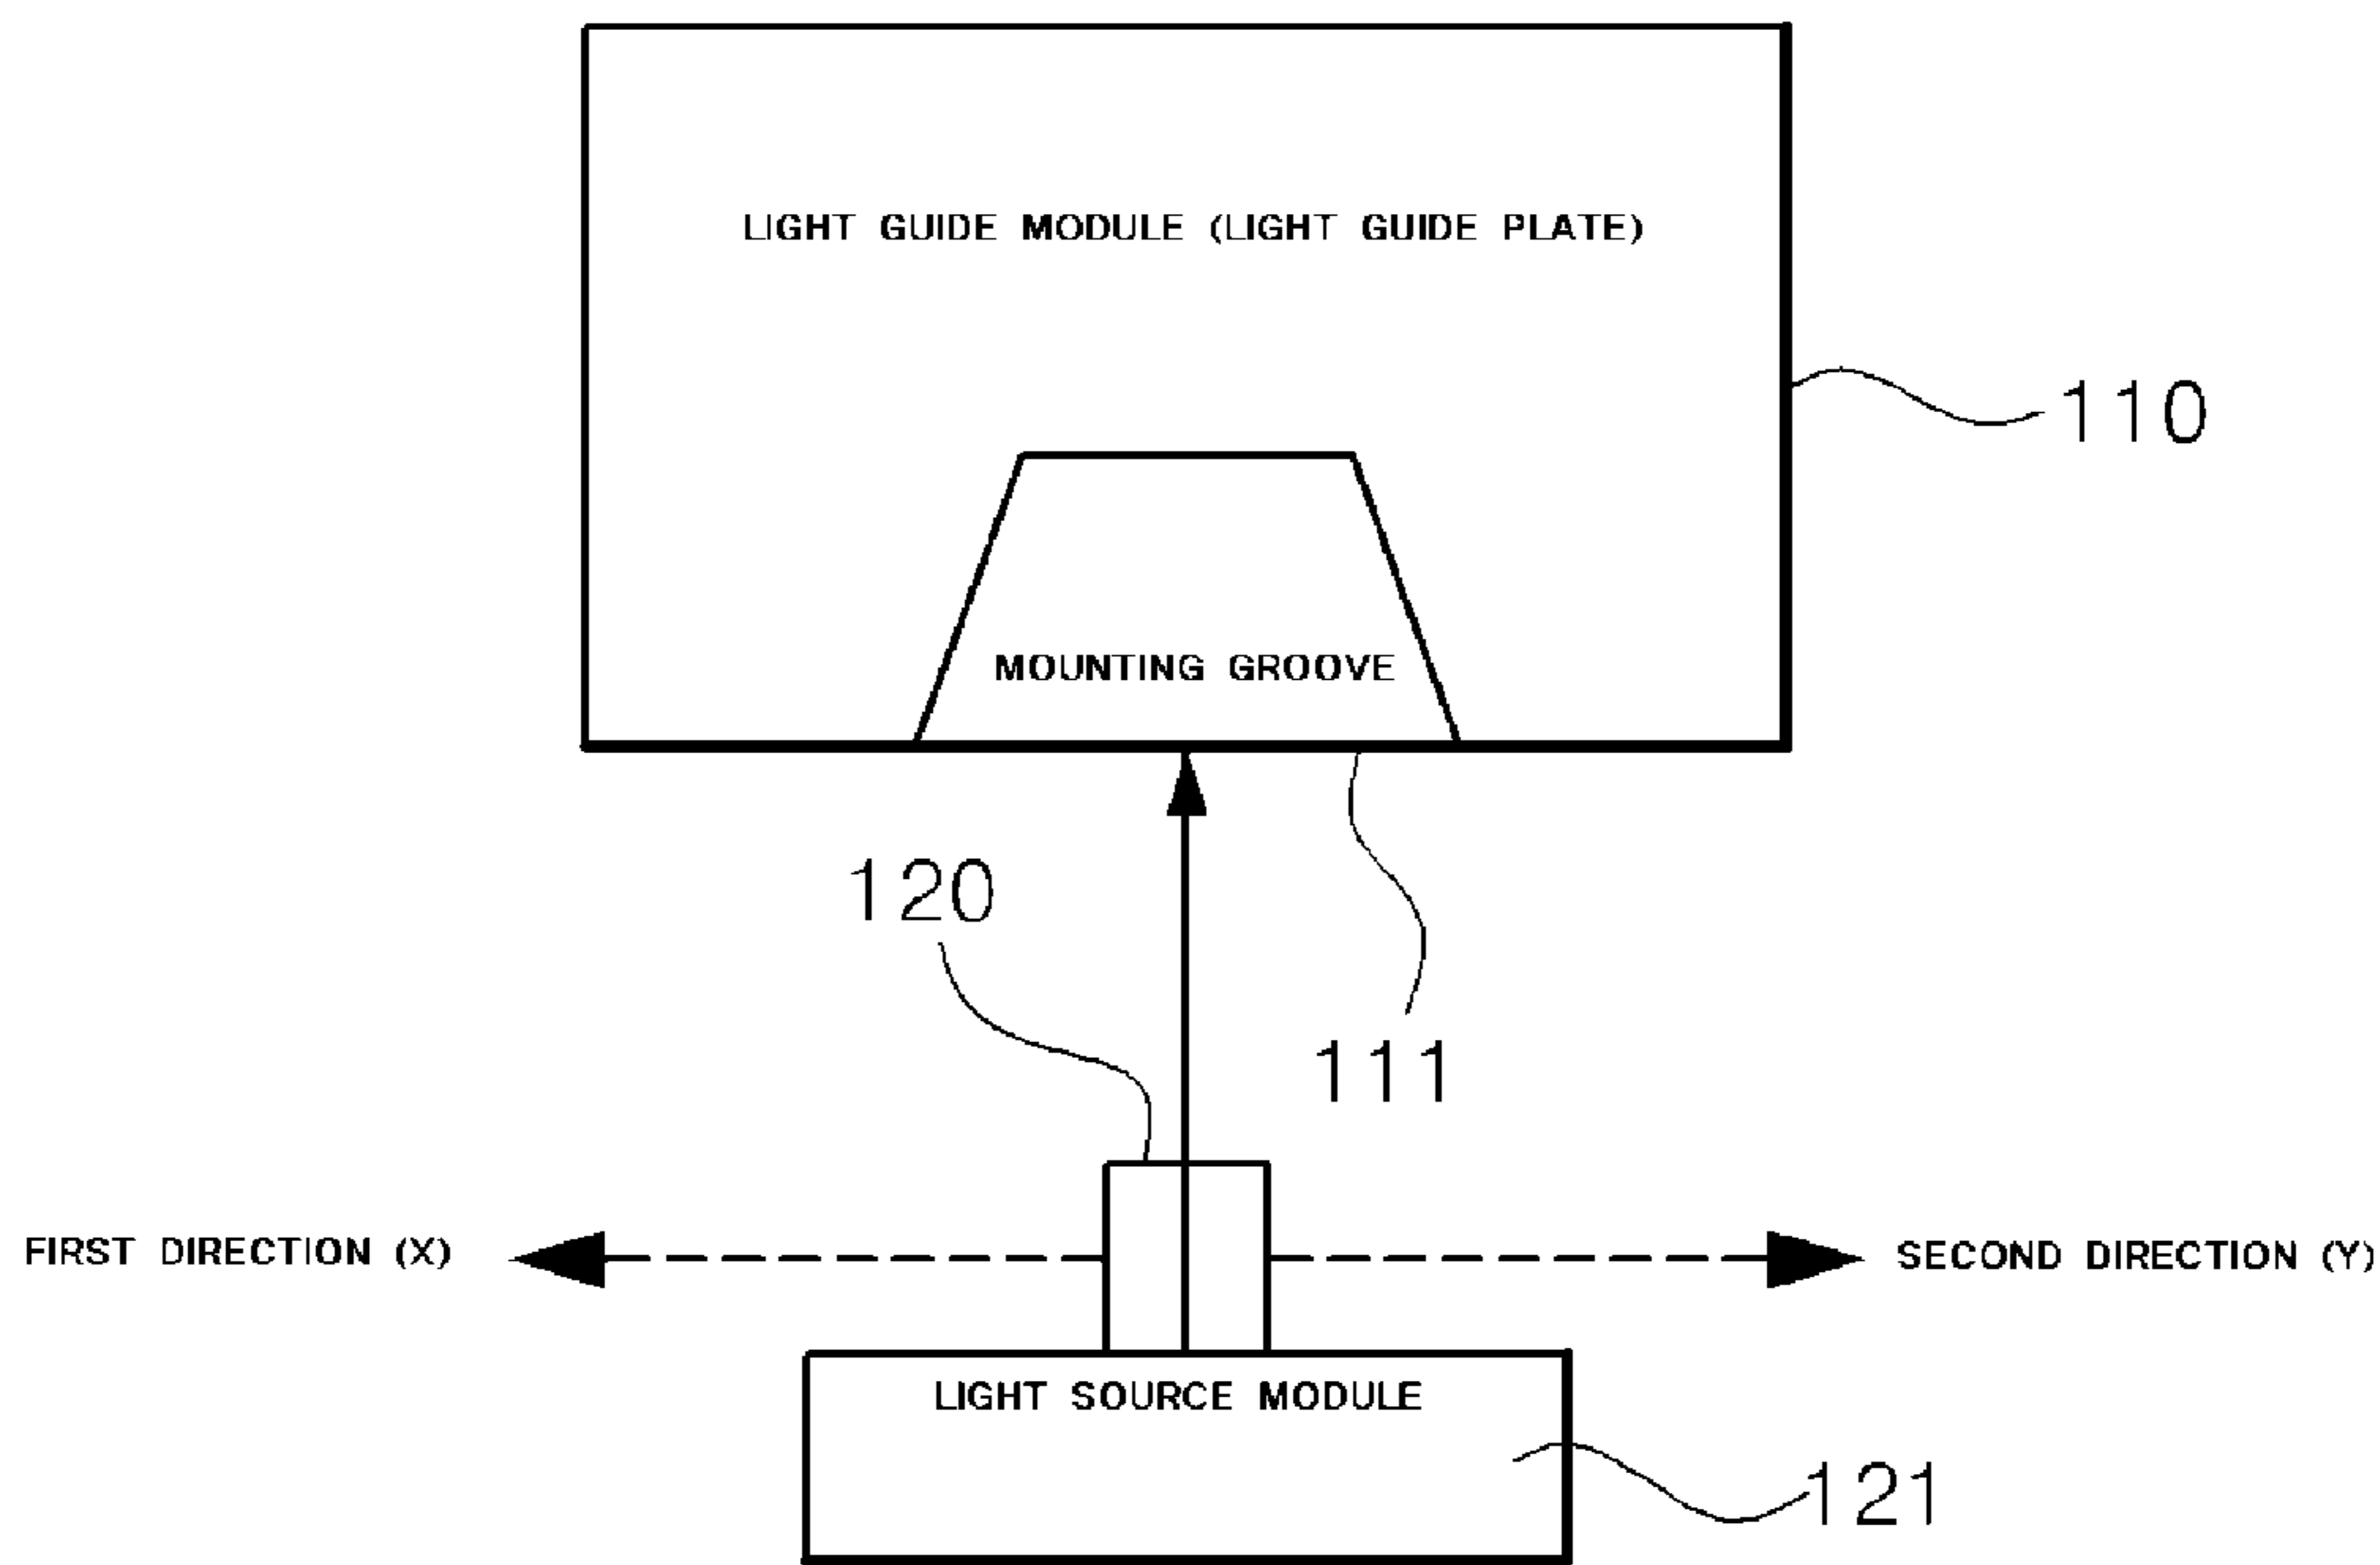 LIGHT GUIDE MODULE (LIGHT GUIDE PLATE)
110
MOUNTING GROOVE
120
111
FIRST DIRECTION (X)
SECOND DIRECTION (Y)
LIGHT SOURCE MODULE
121